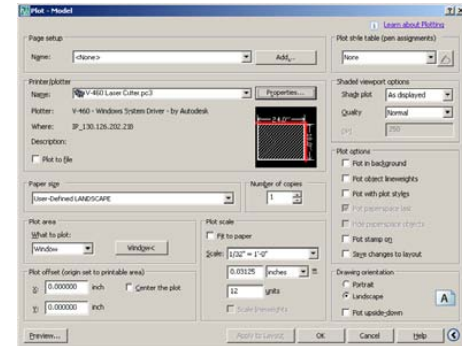 Plot - Model
Learn about Plotting
Page setup
Name:
<None>
Add...
Plot style table (pen assignments)
None
Printer/plotter
Name:
V-460 Laser Cutter.pc3
Properties...
Plotter:
V-460 - Windows System Driver - by Autodesk
Where:
IP_130.126.202.230
Description:
Plot to file
24.0"
Shaded viewport options
Shade plot
As displayed
Quality
Normal
DPI
250
Paper size
User-Defined LANDSCAPE
Number of copies
1
Plot options
Plot in background
Plot object lineweights
Plot with plot styles
Plot paperspace last
Hide paperspace objects
Plot stamp on
Save changes to layout
Plot area
What to plot:
Window
Window<
Plot scale
Fit to paper
Scale:
1/32" = 1'-0"
0.03125
inches
=
12
units
Scale lineweights
Plot offset (origin set to printable area)
X:
0.000000
inch
Center the plot
Y:
0.000000
inch
Drawing orientation
Portrait
Landscape
Plot upside-down
A
Preview...
Apply to Layout
OK
Cancel
Help